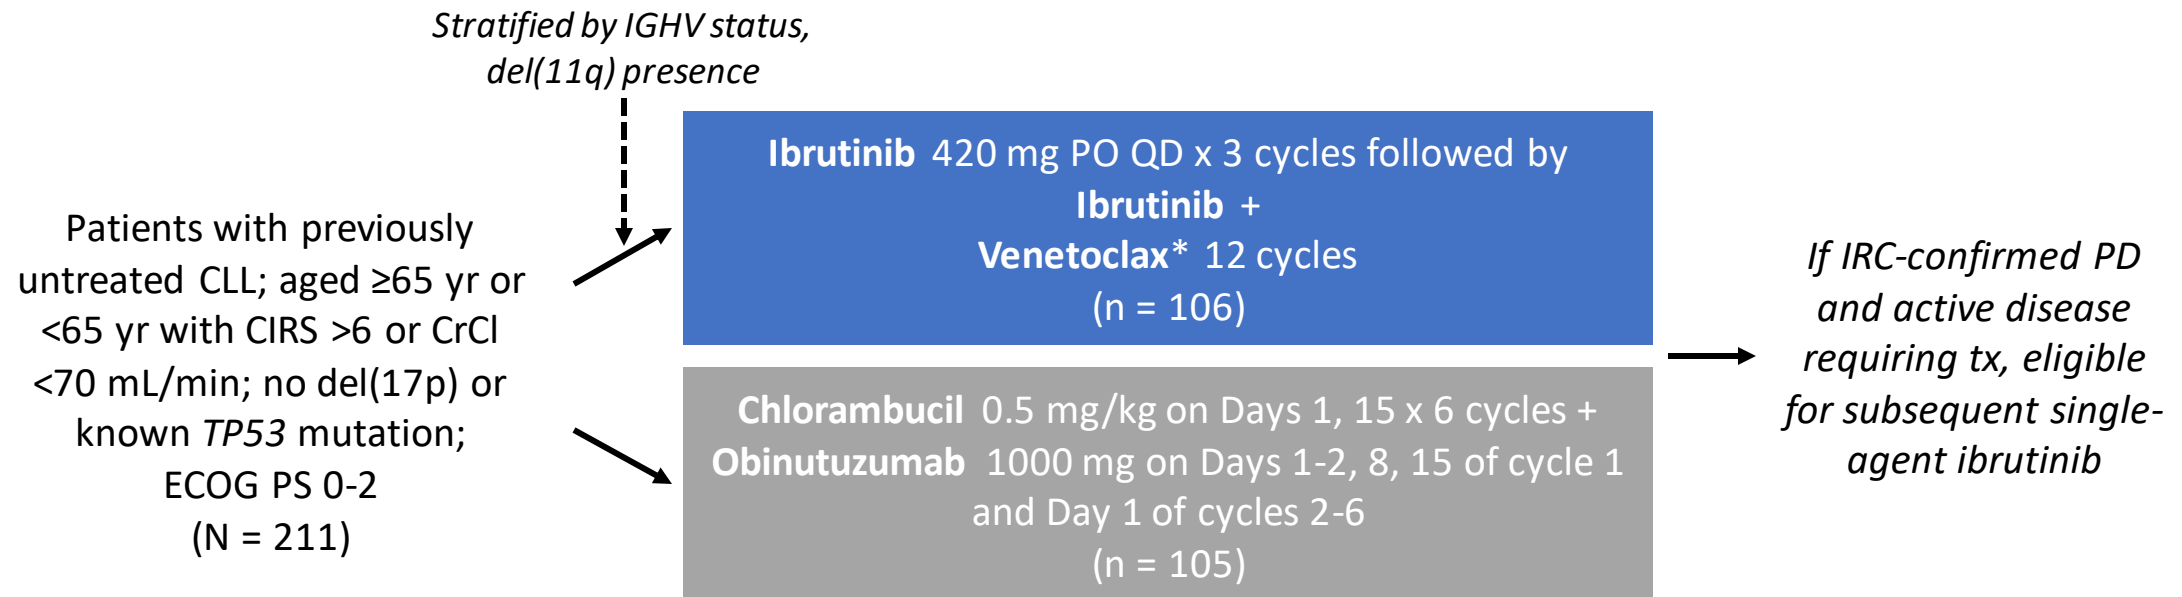 Stratified by IGHV status,
del(11q) presence
Patients with previously
untreated CLL; aged ≥65 yr or
<65 yr with CIRS >6 or CrCl
<70 mL/min; no del(17p) or
known TP53 mutation;
ECOG PS 0-2
(N = 211)
Ibrutinib 420 mg PO QD x 3 cycles followed by
Ibrutinib +
Venetoclax* 12 cycles
(n = 106)
Chlorambucil 0.5 mg/kg on Days 1, 15 x 6 cycles +
Obinutuzumab 1000 mg on Days 1-2, 8, 15 of cycle 1
and Day 1 of cycles 2-6
(n = 105)
If IRC-confirmed PD
and active disease
requiring tx, eligible
for subsequent single-
agent ibrutinib